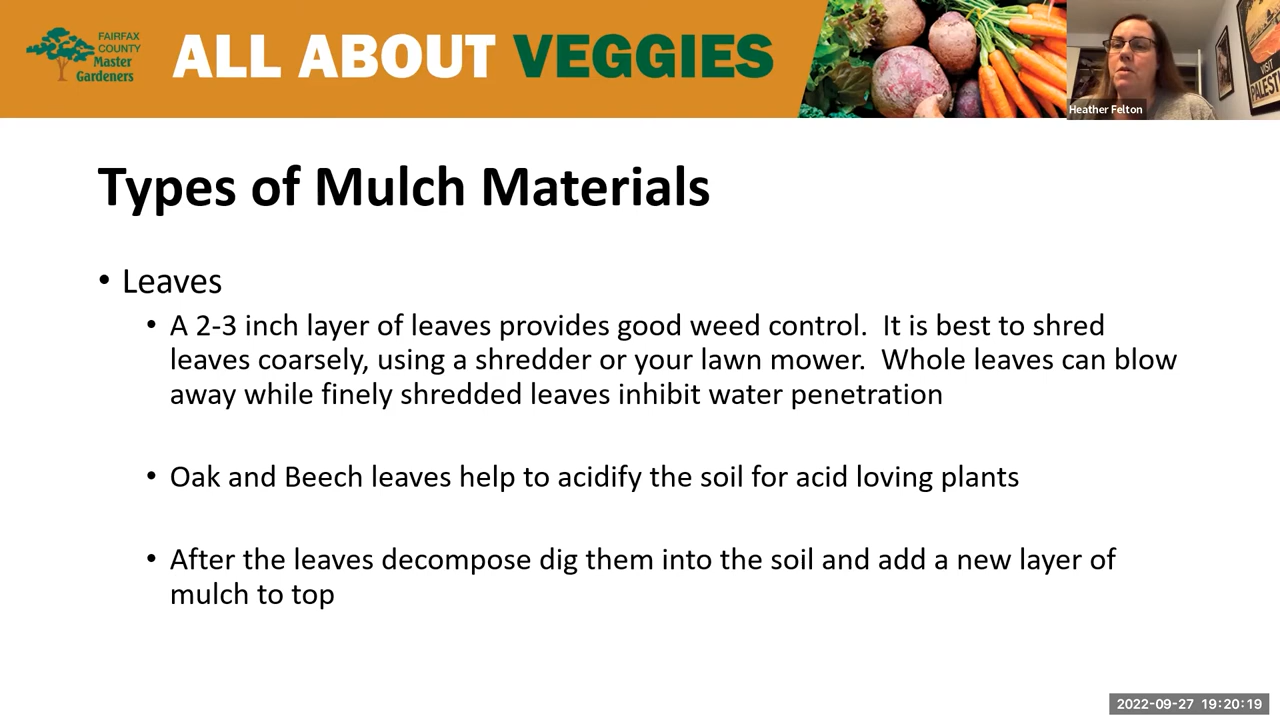 FAIRFAX
COUNTY
Master
Gardeners
ALL ABOUT VEGGIES
VISIT
Heather Felton
Types of Mulch Materials
• Leaves
• A 2-3 inch layer of leaves provides good weed control.  It is best to shred
leaves coarsely, using a shredder or your lawn mower.  Whole leaves can blow
away while finely shredded leaves inhibit water penetration
• Oak and Beech leaves help to acidify the soil for acid loving plants
• After the leaves decompose dig them into the soil and add a new layer of
mulch to top
2022-09-27 19:20:19